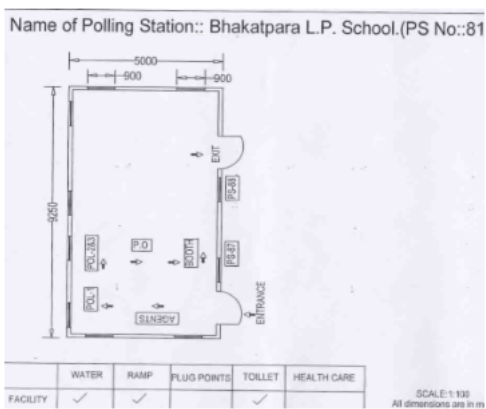 Name of Polling Station:: Bhakatpara L.P. School.(PS No::81
5000
900
900
9250
EXIT
PS-88
P.O
POL-2&3
BOOTH
PS-87
POL-1
AGENTS
ENTRANCE
WATER RAMP PLUG POINTS TOILLET HEALTH CARE
FACILITY ✓ ✓ ✓
SCALE:1:100
All dimensions are in m